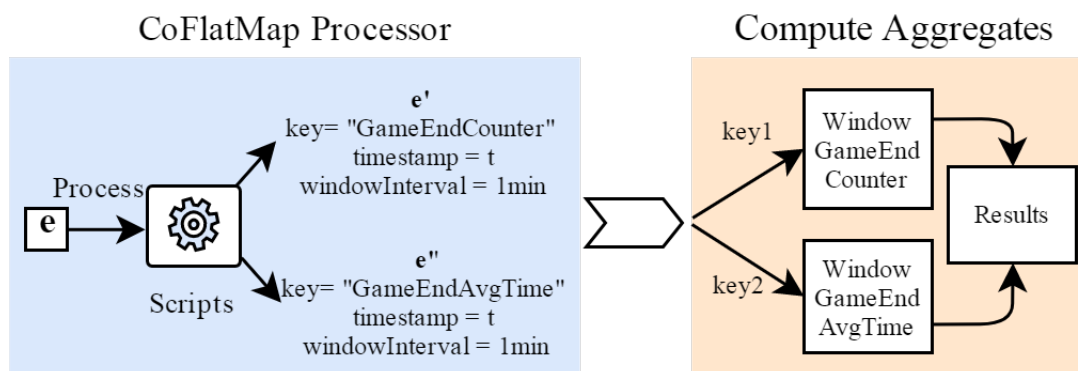 CoFlatMap Processor
e'
key= "GameEndCounter"
timestamp = t
windowInterval = 1min
Process
e
Scripts
e"
key= "GameEndAvgTime"
timestamp = t
windowInterval = 1min
Compute Aggregates
key1
Window
GameEnd
Counter
Results
key2
Window
GameEnd
AvgTime